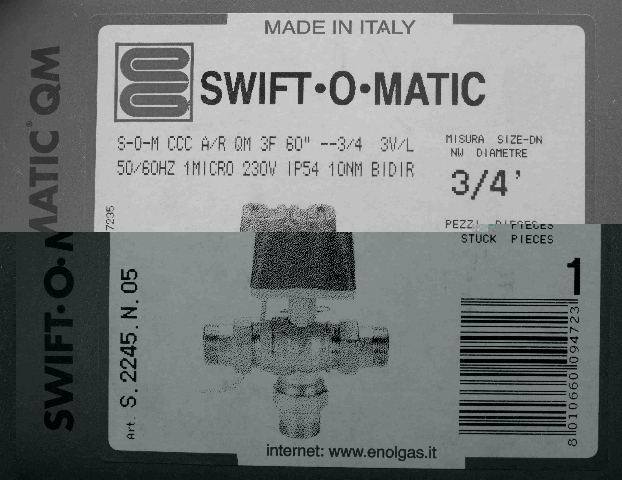 MADE IN ITALY
SWIFT·O·MATIC
S-O-M CCC A/R QM 3F 60" --3/4 3V/L
50/60HZ 1MICRO 230V IP54 10NM BIDIR
MISURA SIZE-DN
NW DIAMETRE
3/4'
STUCK PIECES
1
7235
Art. S.2245.N.05
SWIFT·O·MATIC® QM
8010660094723
internet: www.enolgas.it